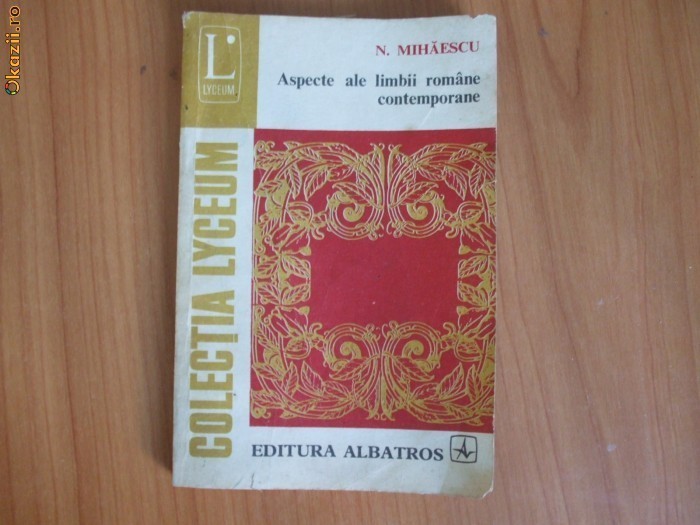 Okazii.ro
L
LYCEUM
N. MIHĂESCU
Aspecte ale limbii române
contemporane
COLECȚIA LYCEUM
EDITURA ALBATROS